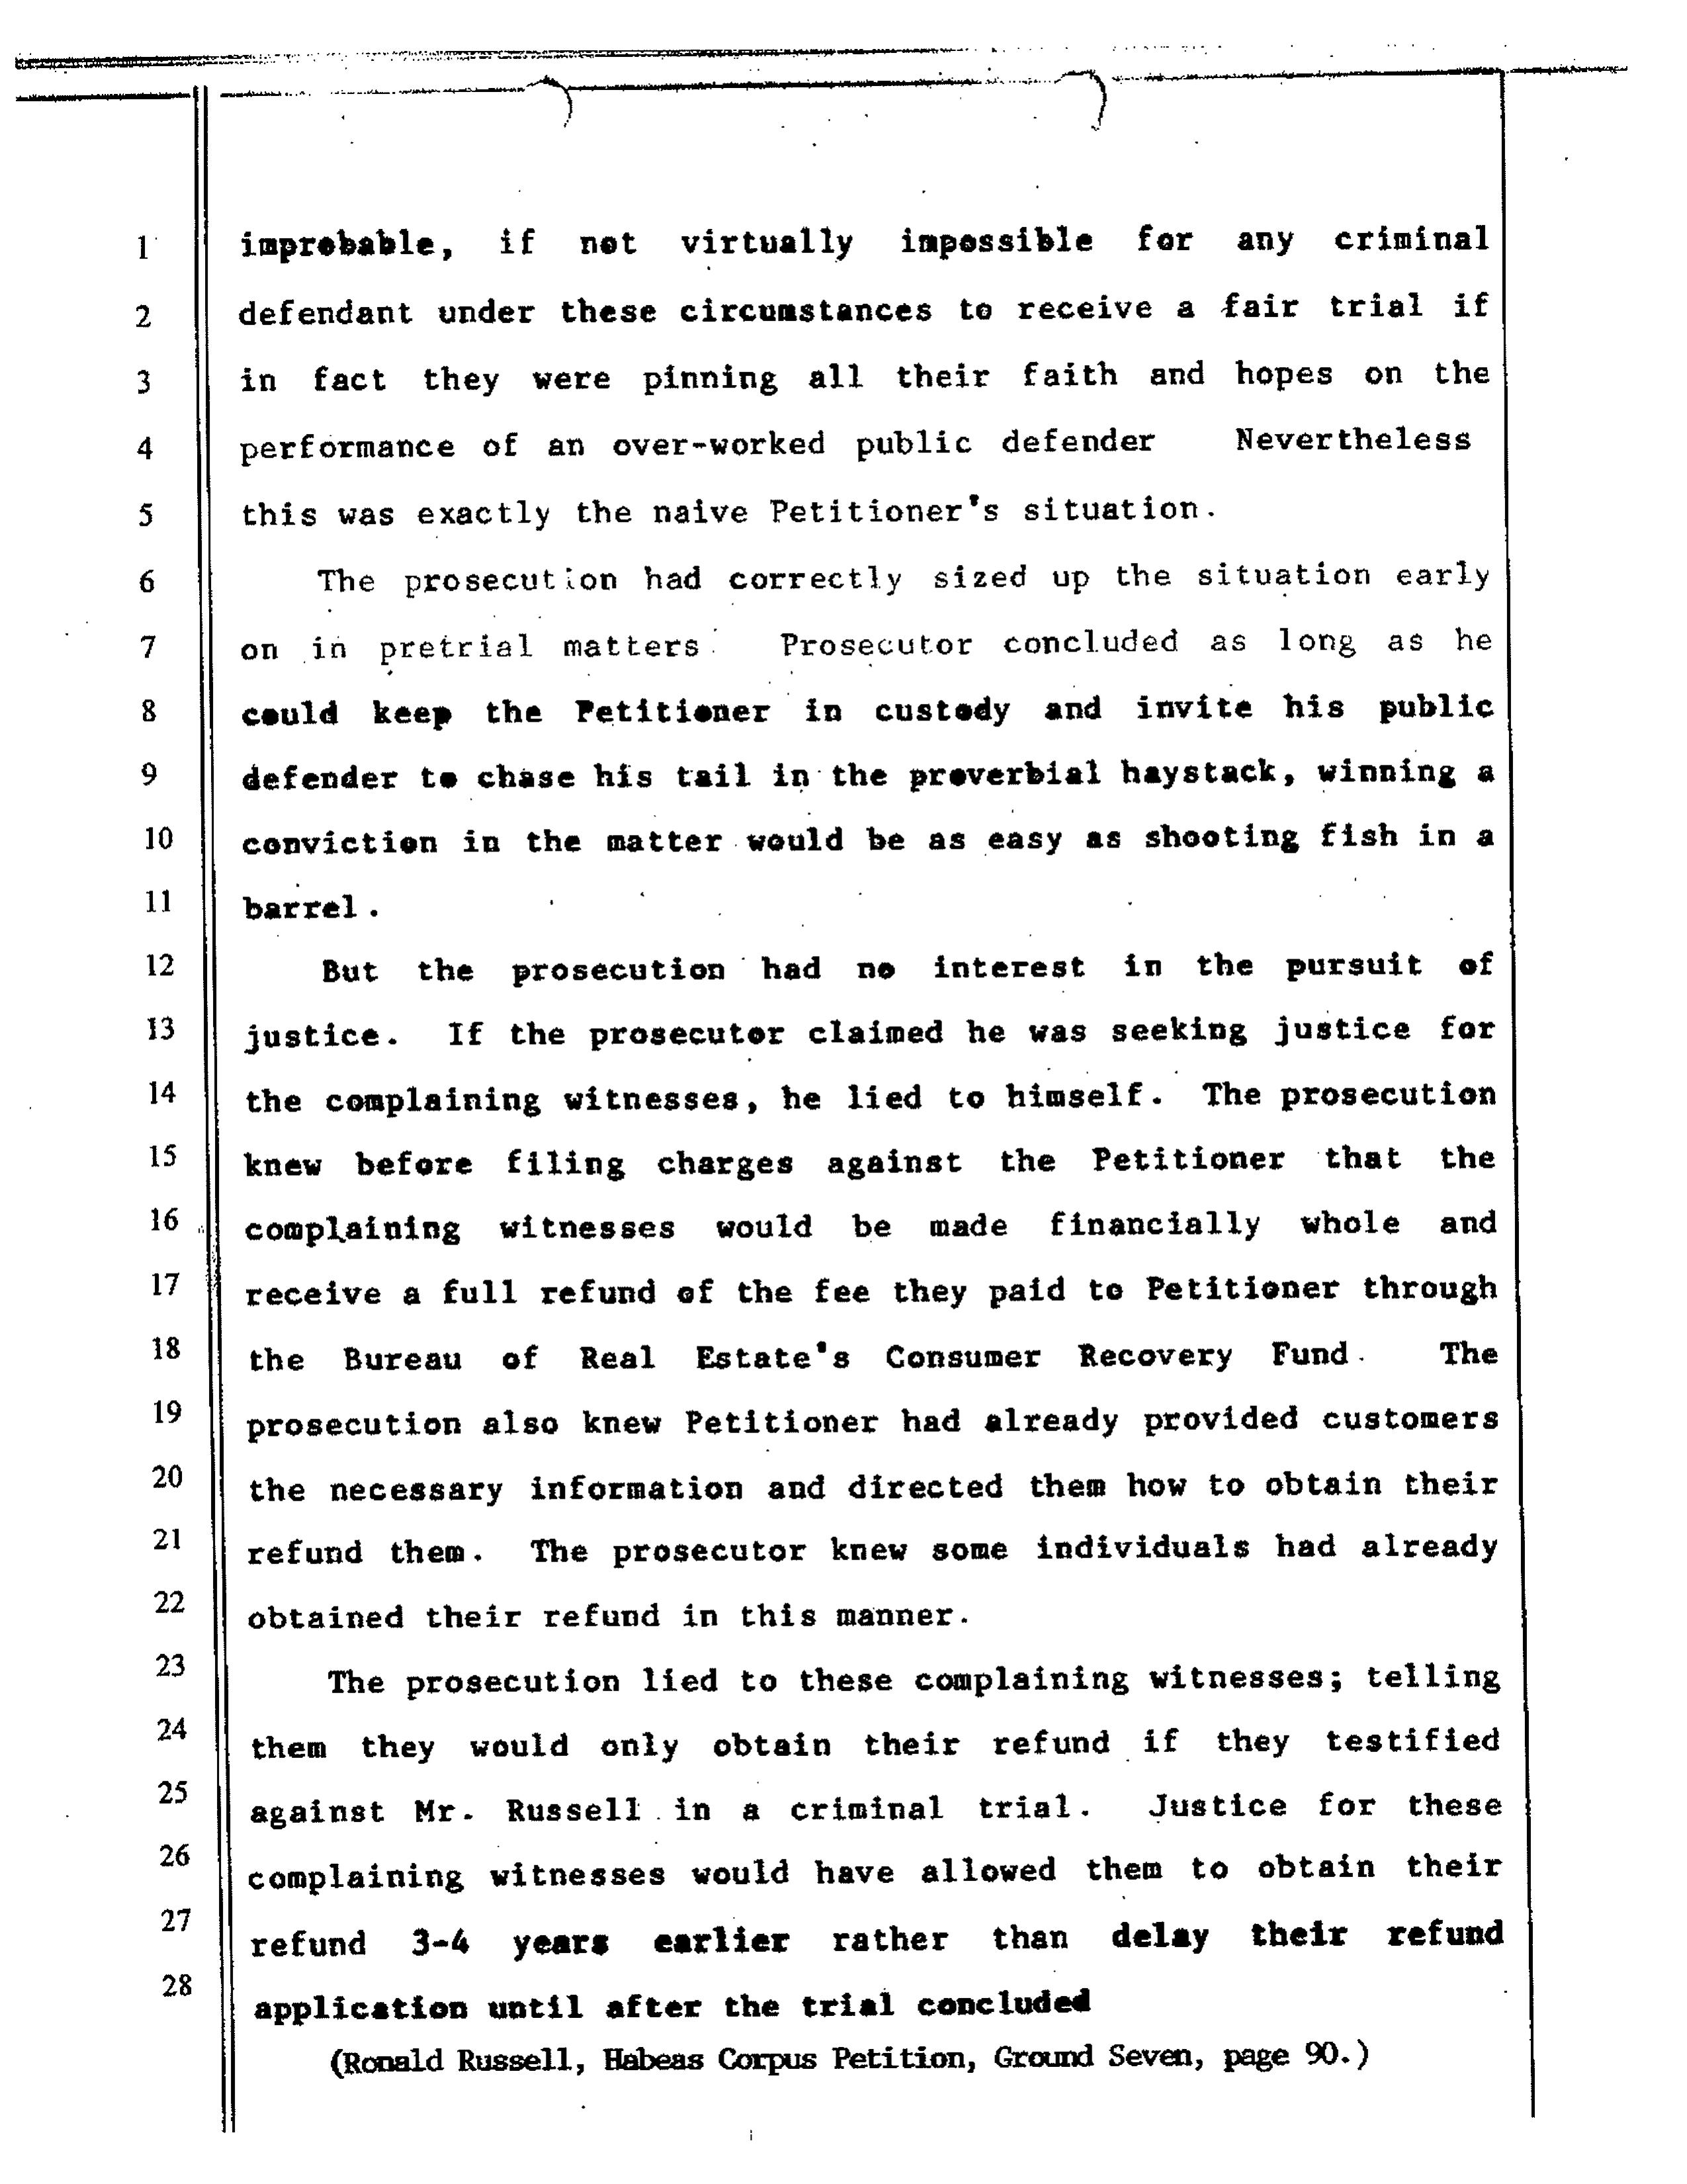 1 improbable, if not virtually impossible for any criminal
2 defendant under these circumstances to receive a fair trial if
3 in fact they were pinning all their faith and hopes on the
4 performance of an over-worked public defender Nevertheless
5 this was exactly the naive Petitioner's situation.
6 The prosecution had correctly sized up the situation early
7 on in pretrial matters. Prosecutor concluded as long as he
8 could keep the Petitioner in custody and invite his public
9 defender to chase his tail in the proverbial haystack, winning a
10 conviction in the matter would be as easy as shooting fish in a
11 barrel.
12 But the prosecution had no interest in the pursuit of
13 justice. If the prosecutor claimed he was seeking justice for
14 the complaining witnesses, he lied to himself. The prosecution
15 knew before filing charges against the Petitioner that the
16 complaining witnesses would be made financially whole and
17 receive a full refund of the fee they paid to Petitioner through
18 the Bureau of Real Estate's Consumer Recovery Fund. The
19 prosecution also knew Petitioner had already provided customers
20 the necessary information and directed them how to obtain their
21 refund them. The prosecutor knew some individuals had already
22 obtained their refund in this manner.
23 The prosecution lied to these complaining witnesses; telling
24 them they would only obtain their refund if they testified
25 against Mr. Russell in a criminal trial. Justice for these
26 complaining witnesses would have allowed them to obtain their
27 refund 3-4 years earlier rather than delay their refund
28 application until after the trial concluded
(Ronald Russell, Habeas Corpus Petition, Ground Seven, page 90.)